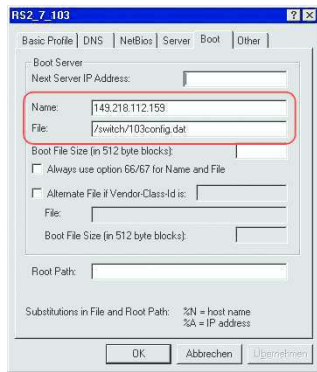 RS2_7_103
Basic Profile DNS NetBios Server Boot Other
Boot Server
Next Server IP Address:
Name: 149.218.112.159
File: /switch/103config.dat
Boot File Size (in 512 byte blocks):
Always use option 66/67 for Name and File
Alternate File if Vendor-Class-Id is:
File:
Boot File Size (in 512 byte blocks):
Root Path:
Substitutions in File and Root Path: %N = host name
%A = IP address
OK Abbrechen Übernehmen